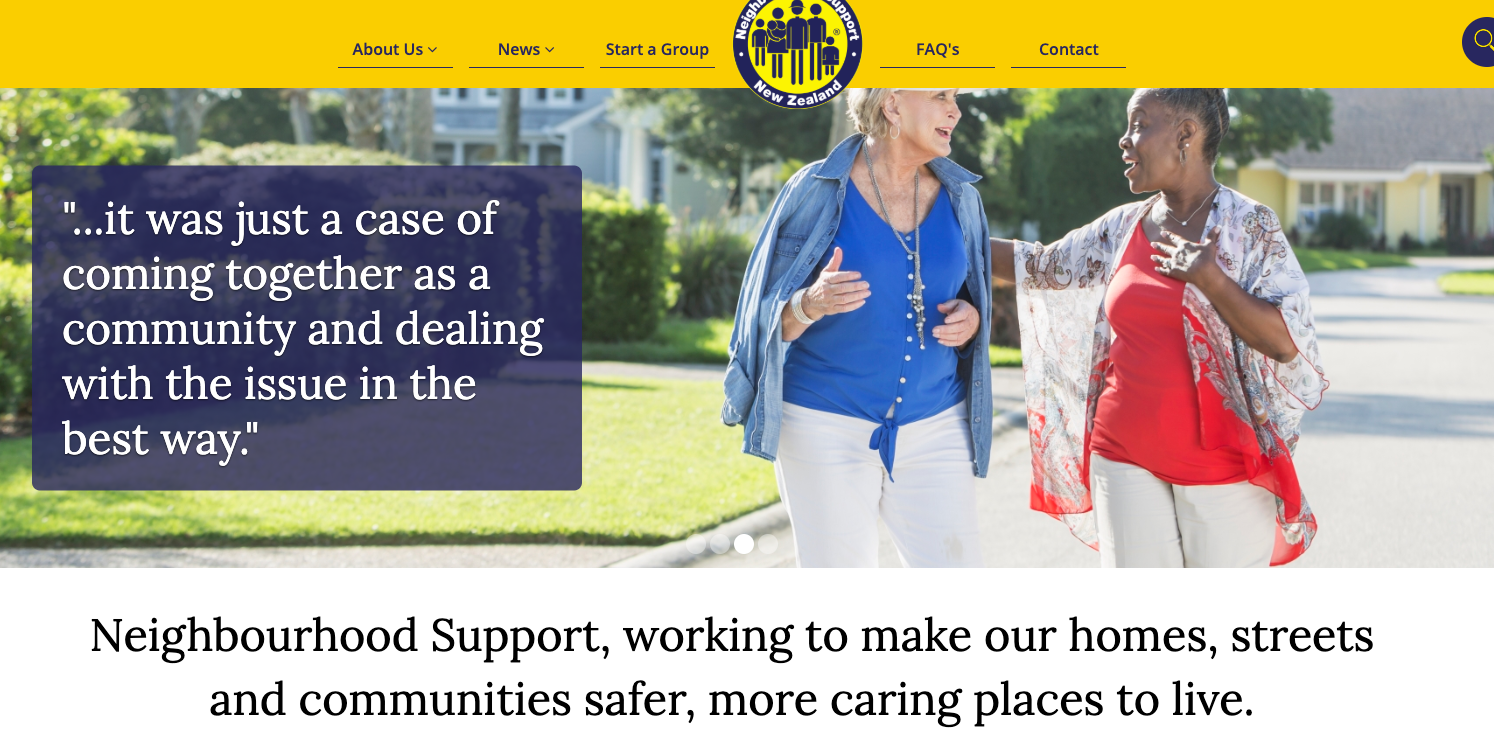 About Us
News
Start a Group
Support
New Zealand
®
FAQ's
Contact
"...it was just a case of
coming together as a
community and dealing
with the issue in the
best way."
Neighbourhood Support, working to make our homes, streets
and communities safer, more caring places to live.